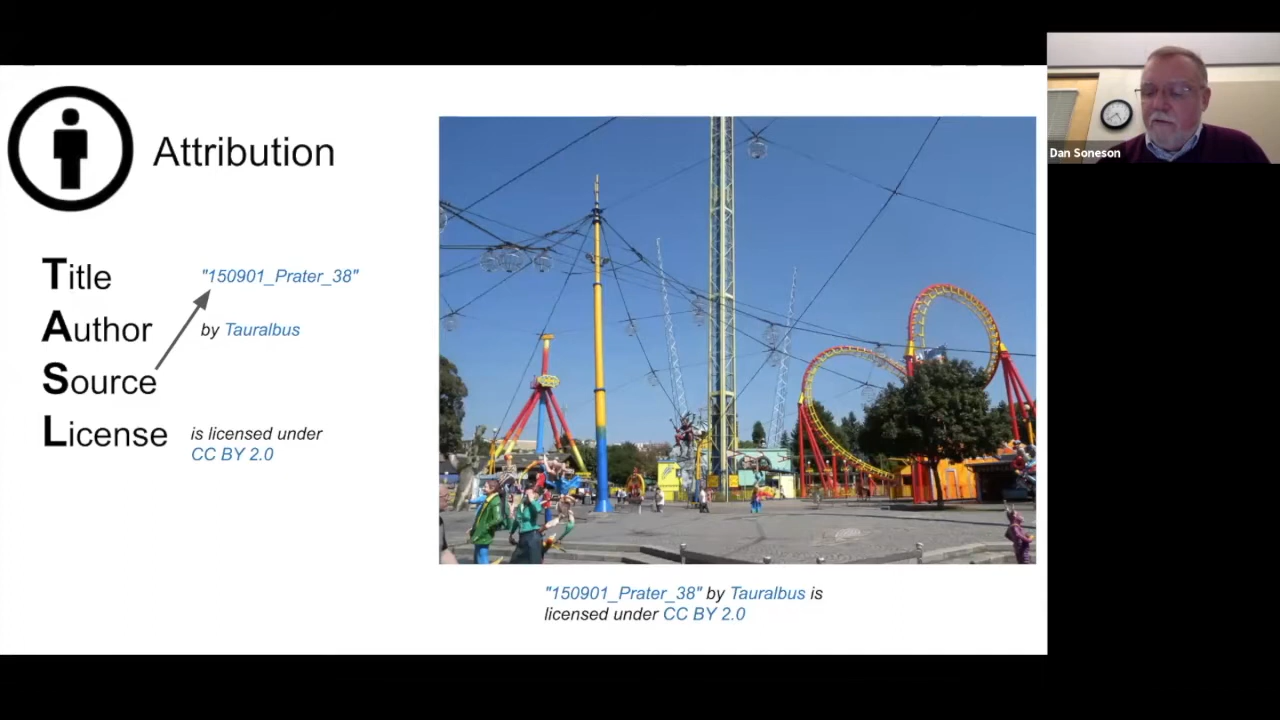 Attribution
Title
"150901_Prater_38"
Author
by Tauralbus
Source
License
is licensed under
CC BY 2.0
"150901_Prater_38" by Tauralbus is
licensed under CC BY 2.0
Dan Soneson